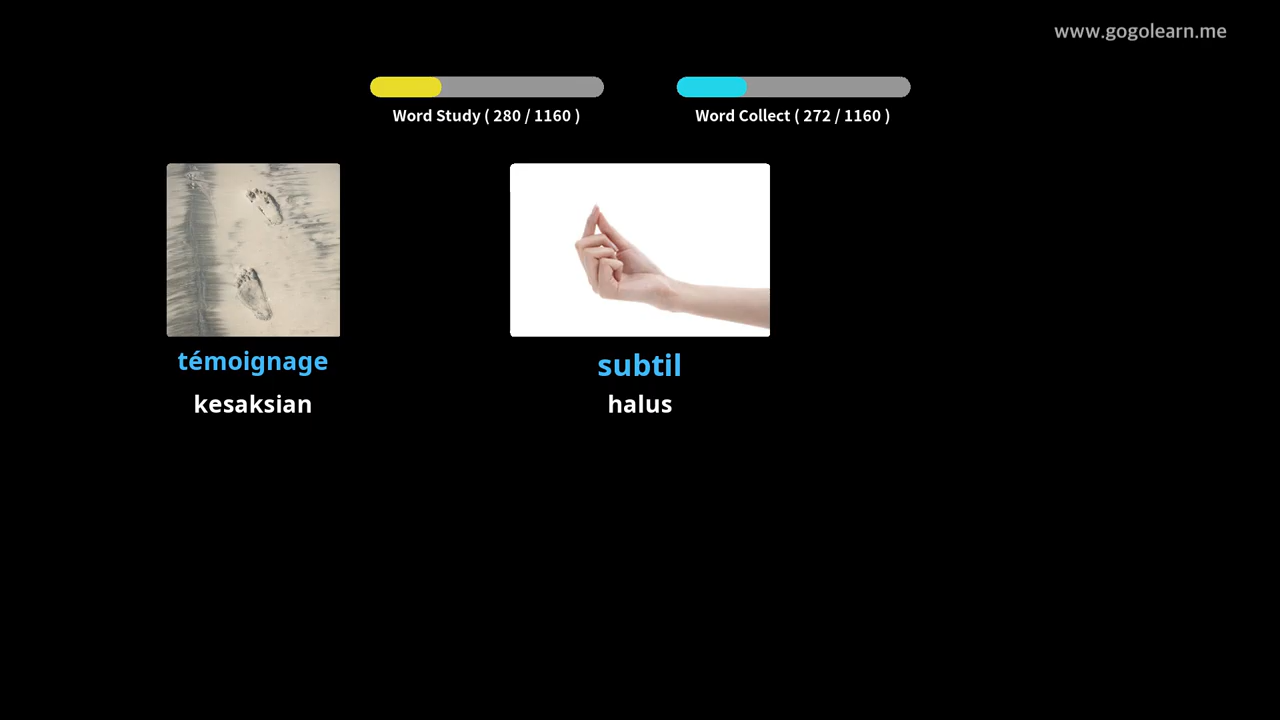 www.gogolearn.me
Word Study ( 280 / 1160 )
Word Collect ( 272 / 1160 )
témoignage
kesaksian
subtil
halus